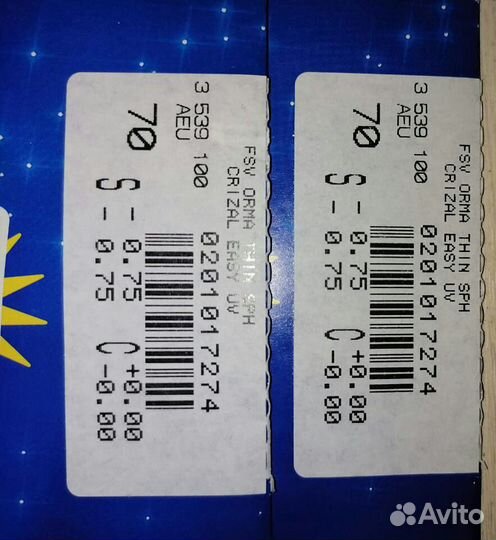 FSV ORMA THIN SPH
CRIZAL EASY UV
0201017274
3 539 100
AEU
70
S - 0.75 C +0.00
- 0.75 -0.00
FSV ORMA THIN SPH
CRIZAL EASY UV
0201017274
3 539 100
AEU
70
S - 0.75 C +0.00
- 0.75 -0.00
Avito